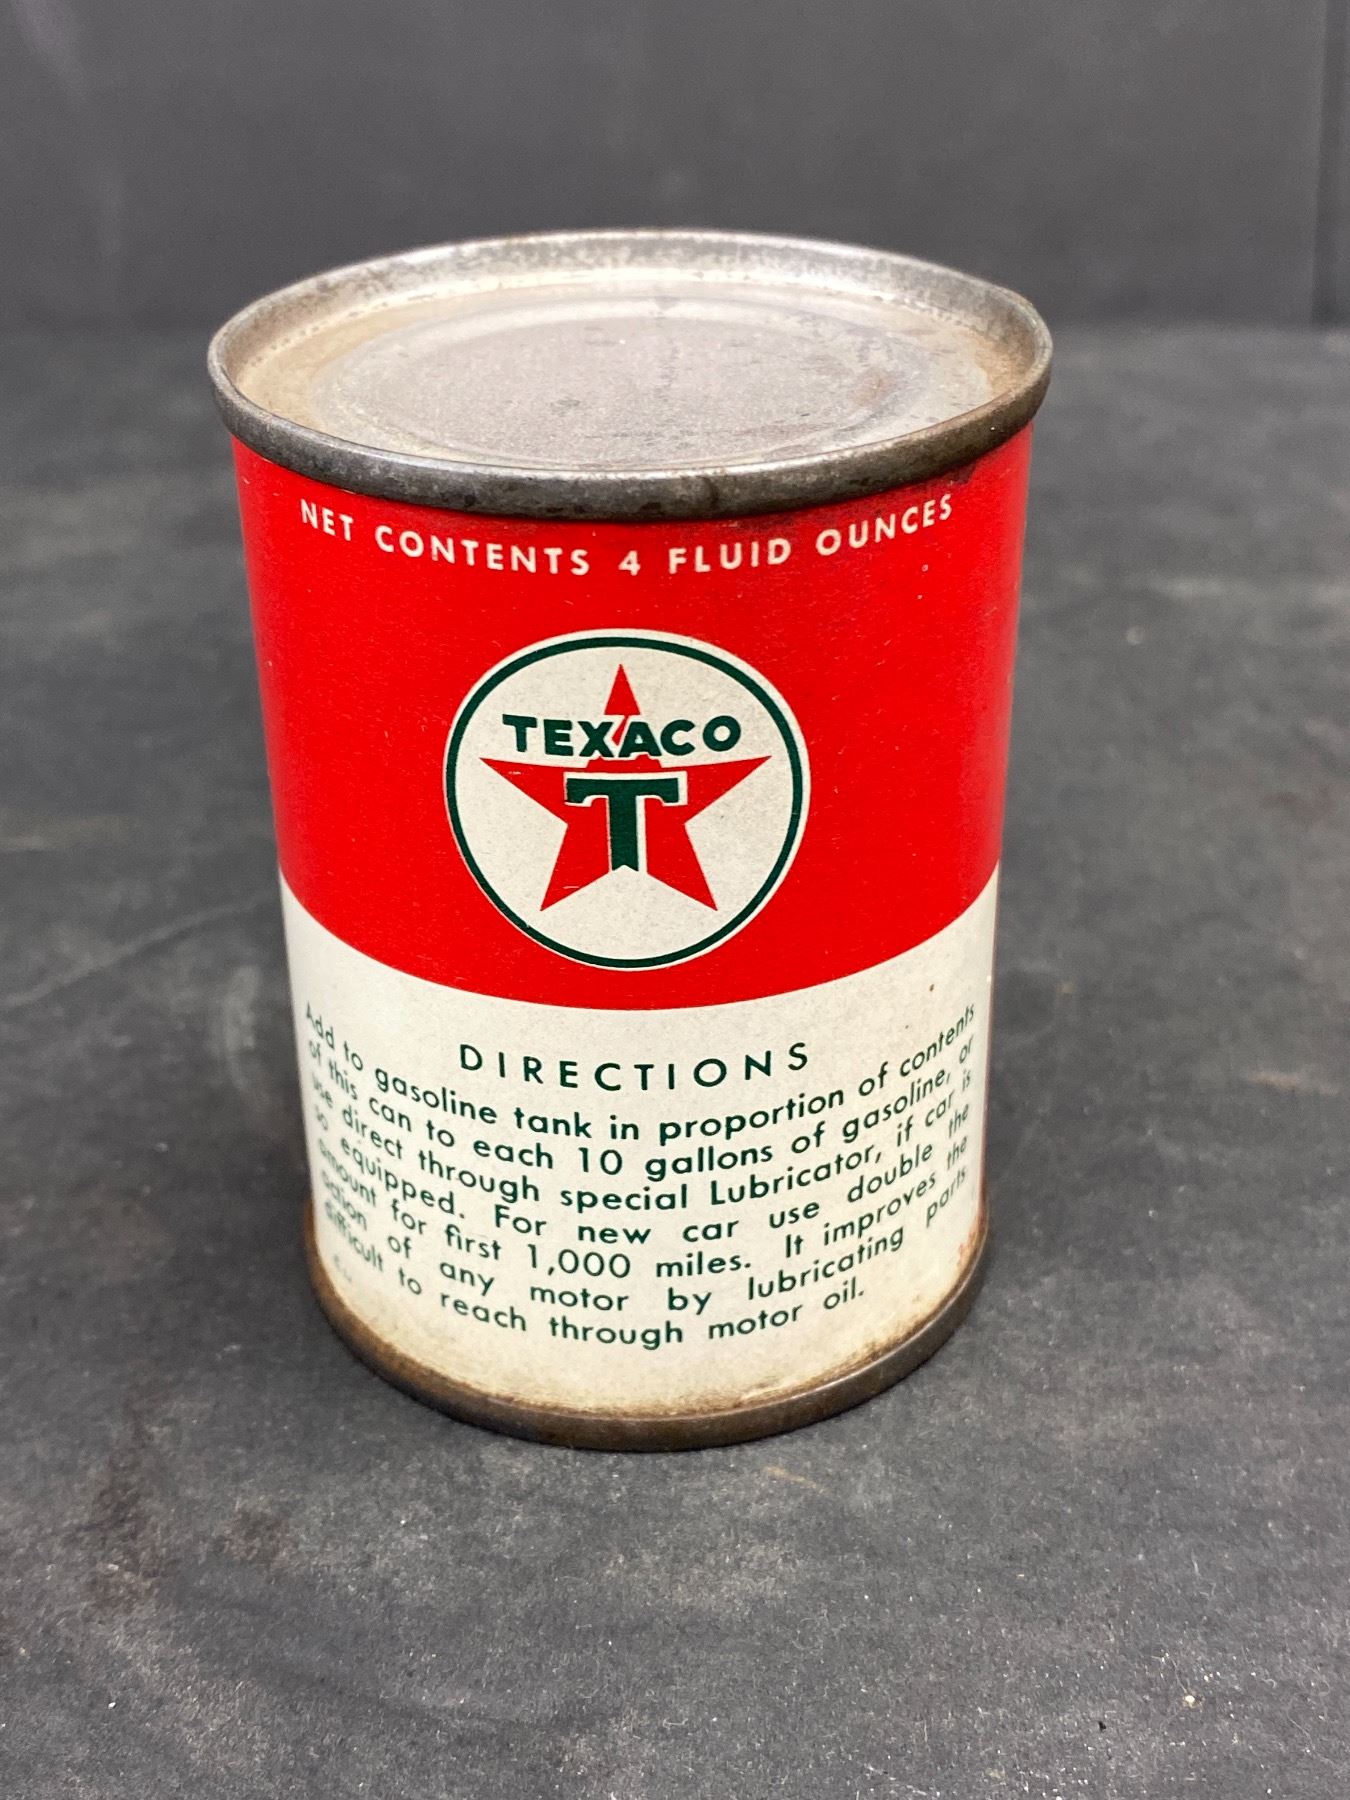 NET CONTENTS 4 FLUID OUNCES
TEXACO
T
DIRECTIONS
Add to gasoline tank in proportion of contents
of this can to each 10 gallons of gasoline, or
use direct through special Lubricator, if car is
so equipped. For new car use double the
amount for first 1,000 miles. It improves the
action of any motor by lubricating parts
difficult to reach through motor oil.